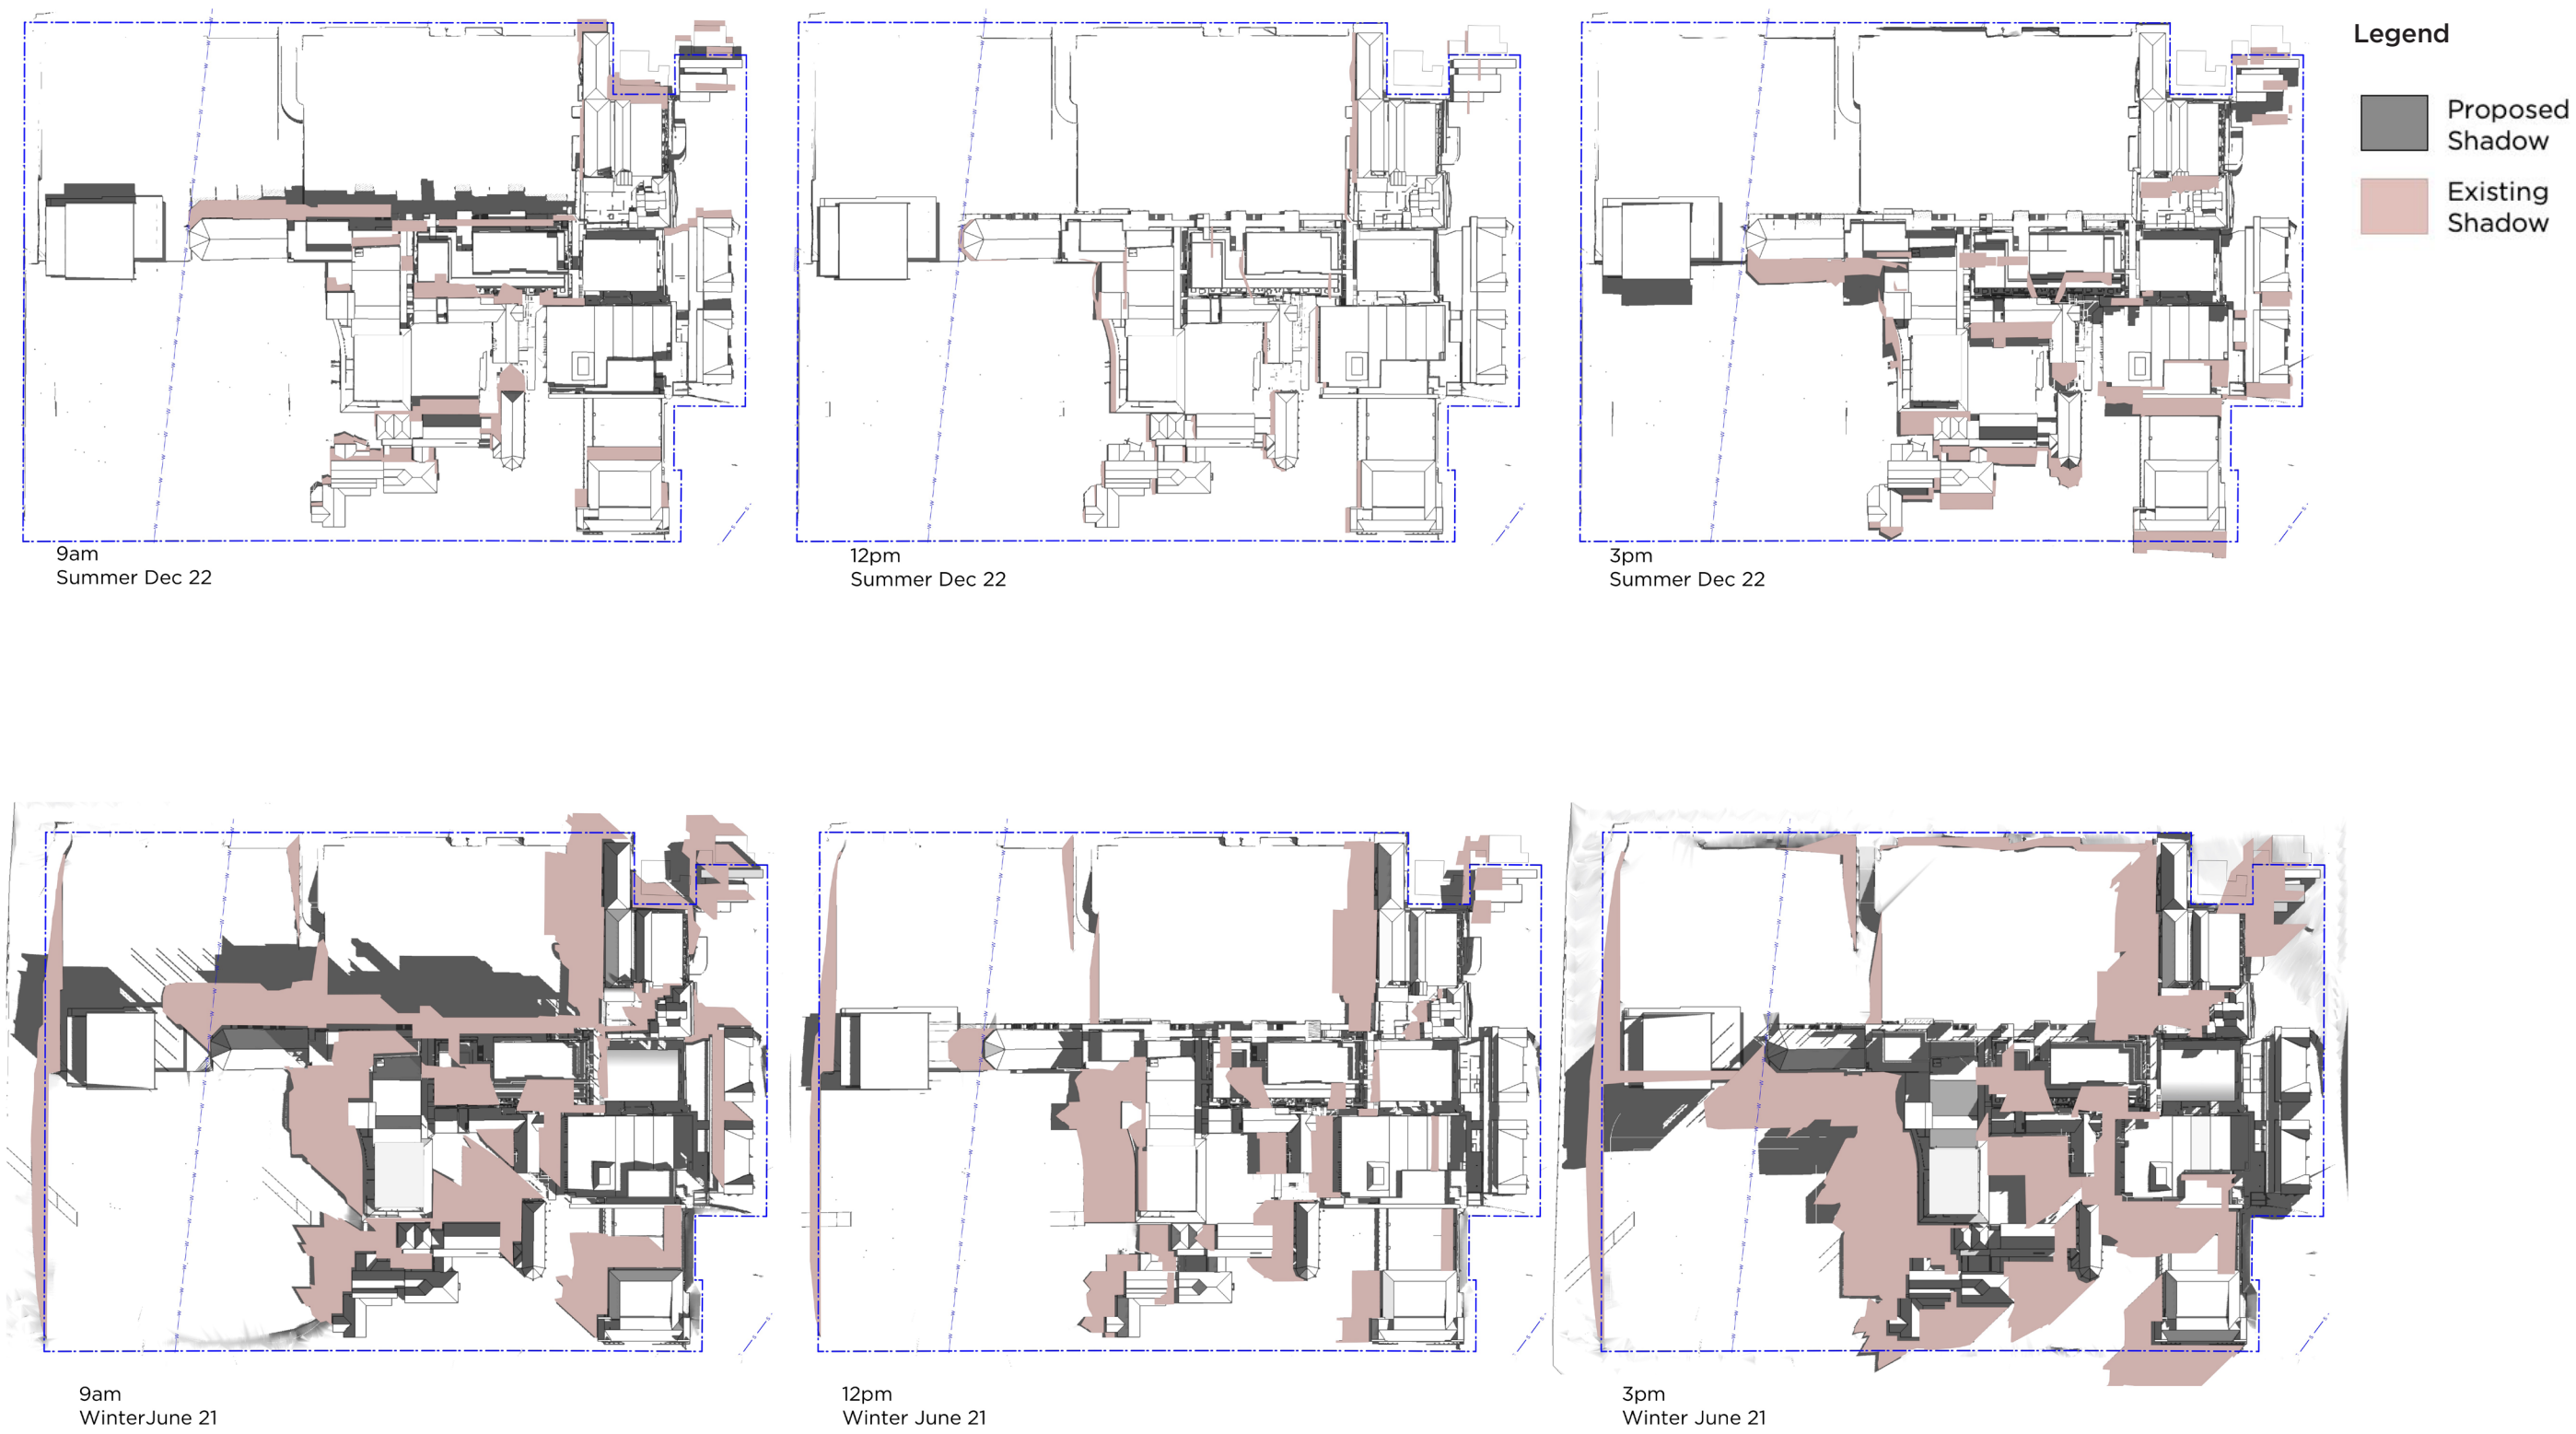 Legend
Proposed
Shadow
Existing
Shadow
9am
Summer Dec 22
12pm
Summer Dec 22
3pm
Summer Dec 22
9am
WinterJune 21
12pm
Winter June 21
3pm
Winter June 21